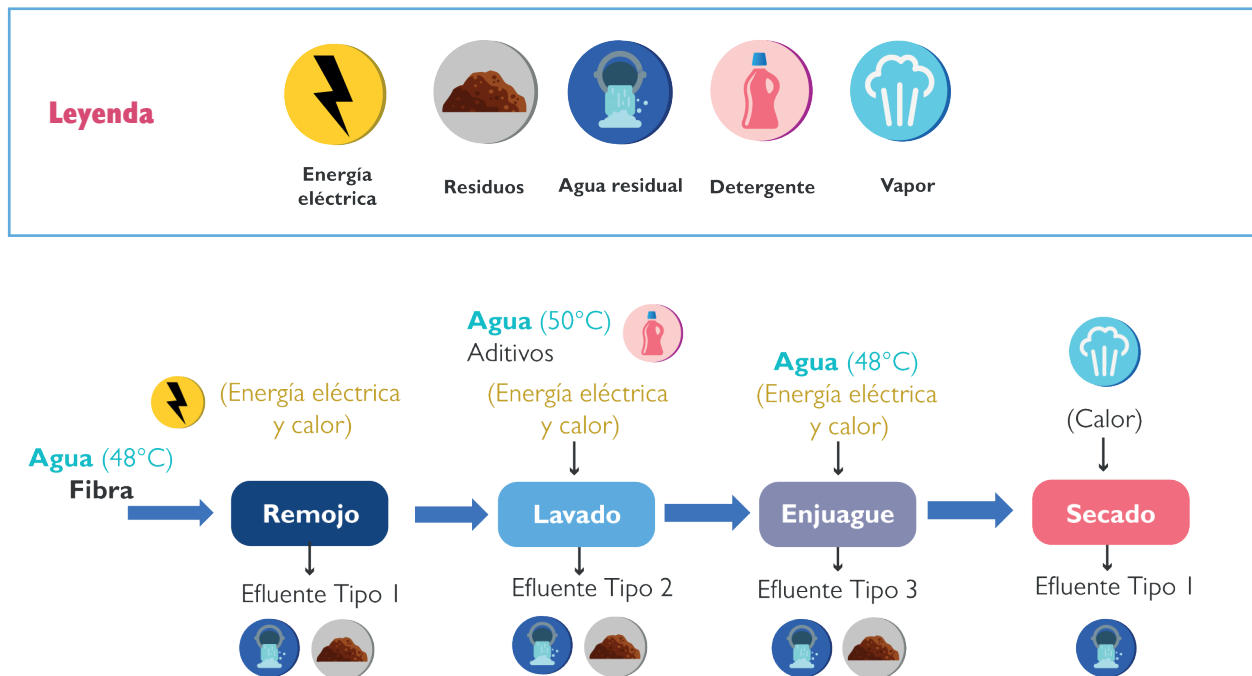 Leyenda
Energía
eléctrica
Residuos
Agua residual
Detergente
Vapor
Agua (48°C)
Fibra
(Energía eléctrica
y calor)
Remojo
Efluente Tipo 1
Agua (50°C)
Aditivos
(Energía eléctrica
y calor)
Lavado
Efluente Tipo 2
Agua (48°C)
(Energía eléctrica
y calor)
Enjuague
Efluente Tipo 3
(Calor)
Secado
Efluente Tipo 1